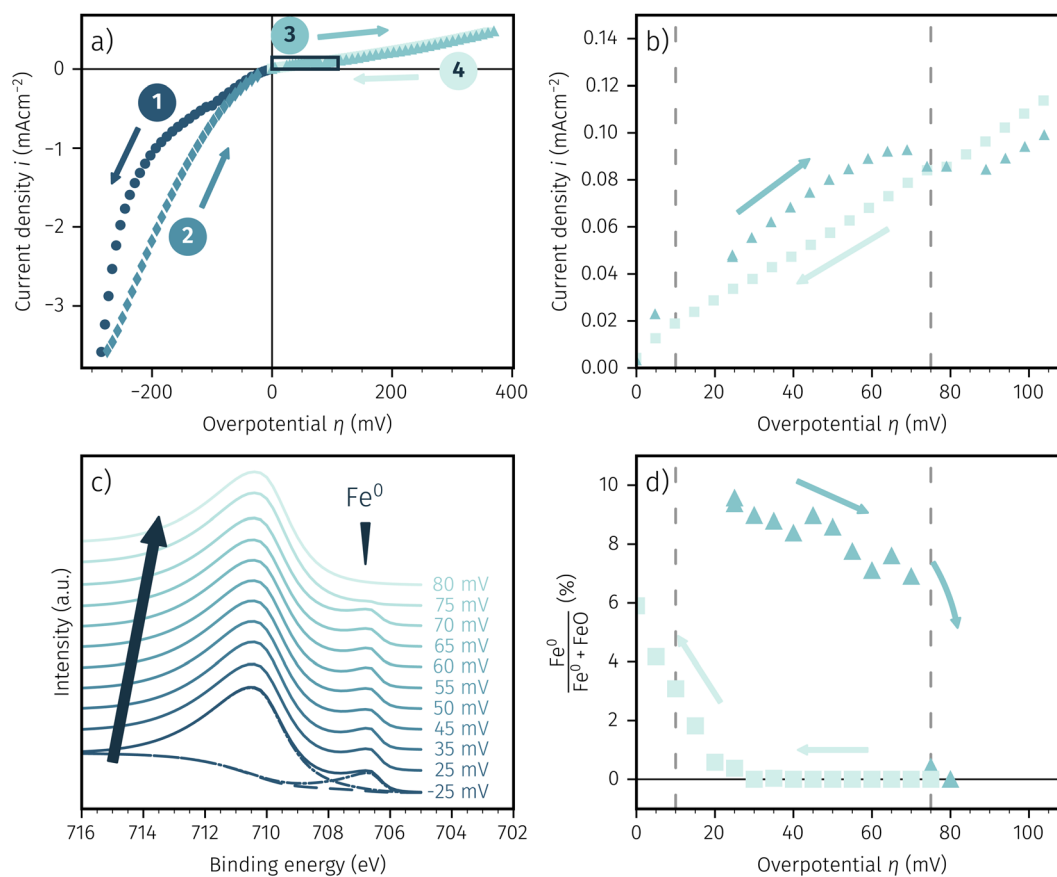 a)
3
4
1
2
0
−1
−2
−3
−200
0
200
400
Current density i (mAcm⁻²)
Overpotential η (mV)
b)
0.14
0.12
0.10
0.08
0.06
0.04
0.02
0.00
0
20
40
60
80
100
Current density i (mAcm⁻²)
Overpotential η (mV)
c)
Fe⁰
80 mV
75 mV
70 mV
65 mV
60 mV
55 mV
50 mV
45 mV
35 mV
25 mV
-25 mV
716
714
712
710
708
706
704
702
Intensity (a.u.)
Binding energy (eV)
d)
10
8
6
4
2
0
0
20
40
60
80
100
Fe⁰
Fe⁰ + FeO
(%)
Overpotential η (mV)